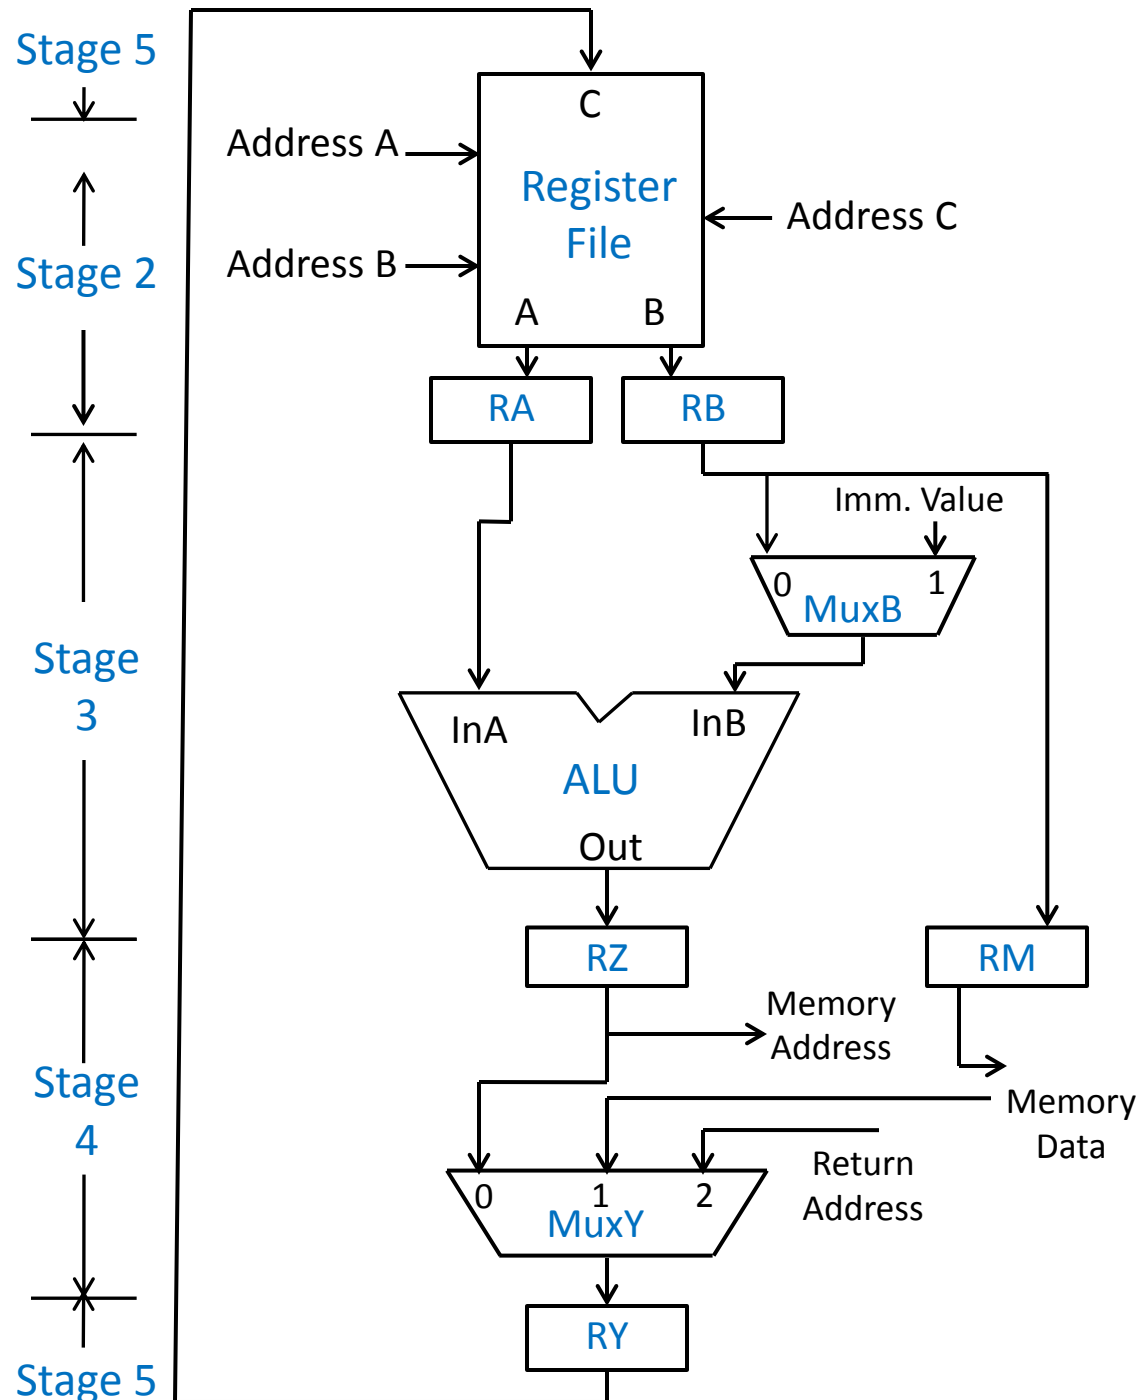 Stage 5
C
Address A
Register
File
Address C
Address B
Stage 2
A
B
RA
RB
Imm. Value
0
1
MuxB
Stage
3
InA
InB
ALU
Out
RZ
RM
Memory
Address
Stage
4
Memory
Data
Return
Address
0
1
2
MuxY
RY
Stage 5